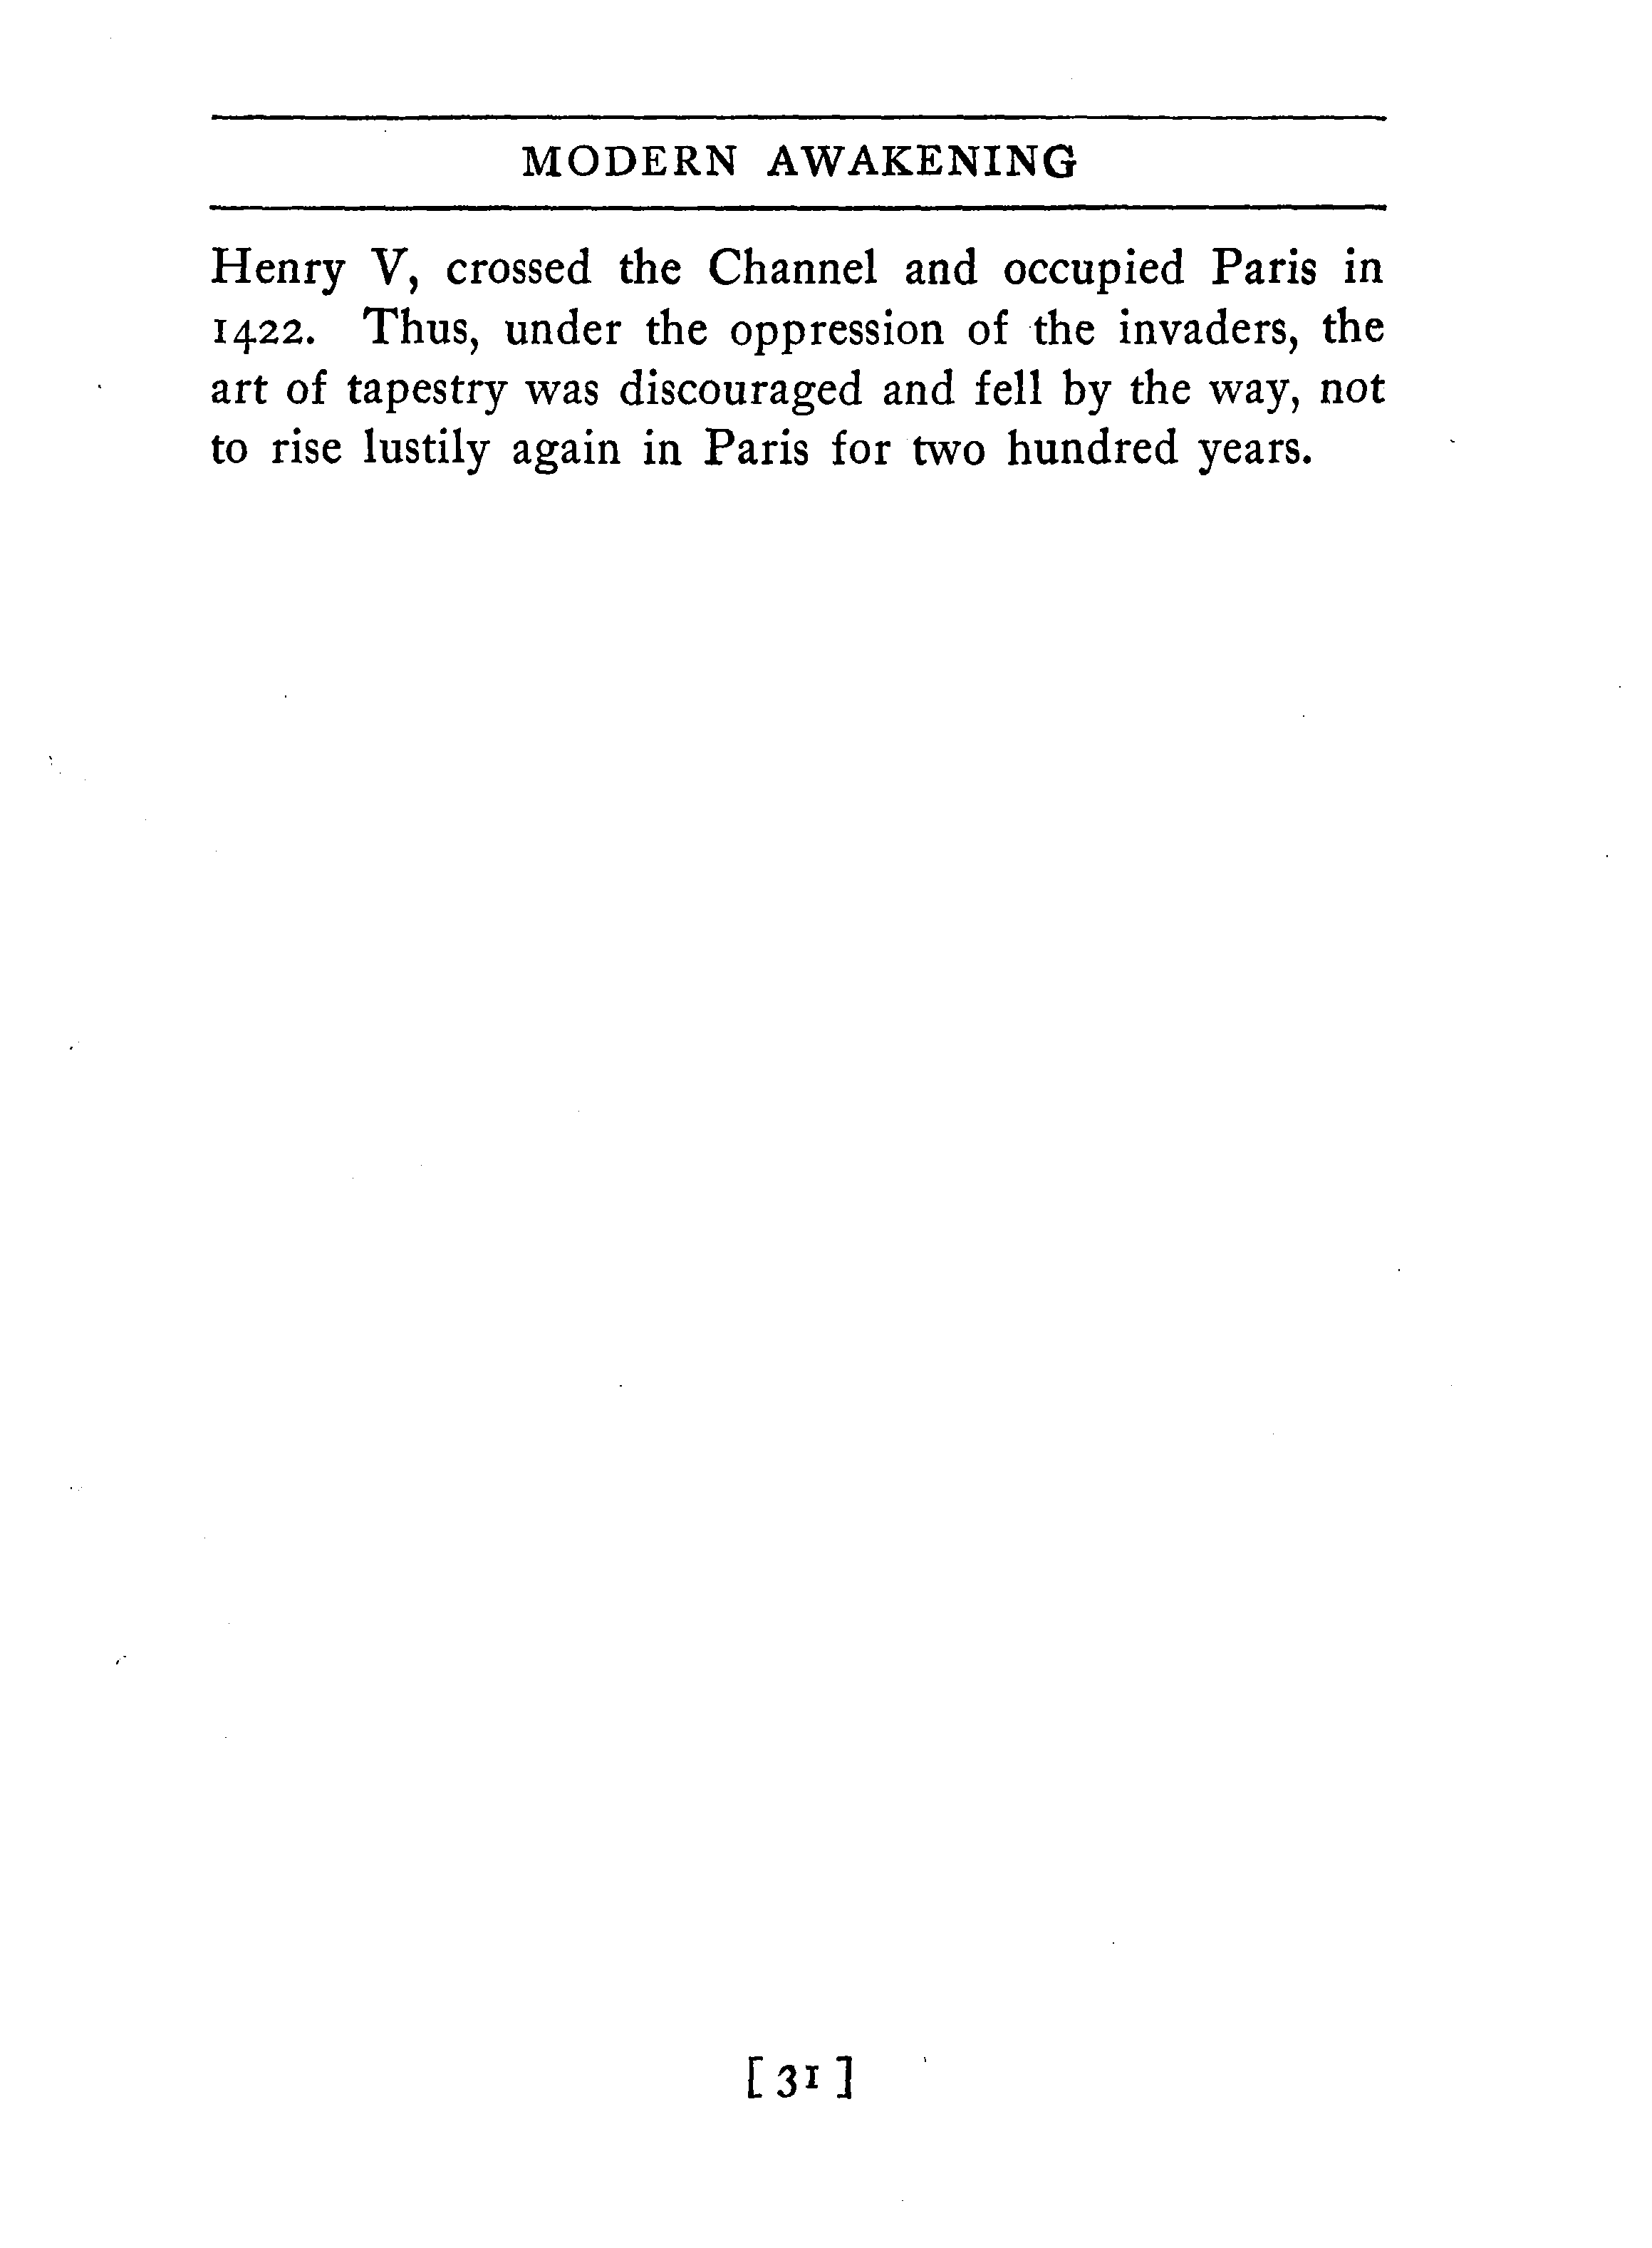 MODERN AWAKENING
Henry V, crossed the Channel and occupied Paris in
1422. Thus, under the oppression of the invaders, the
art of tapestry was discouraged and fell by the way, not
to rise lustily again in Paris for two hundred years.
[31]